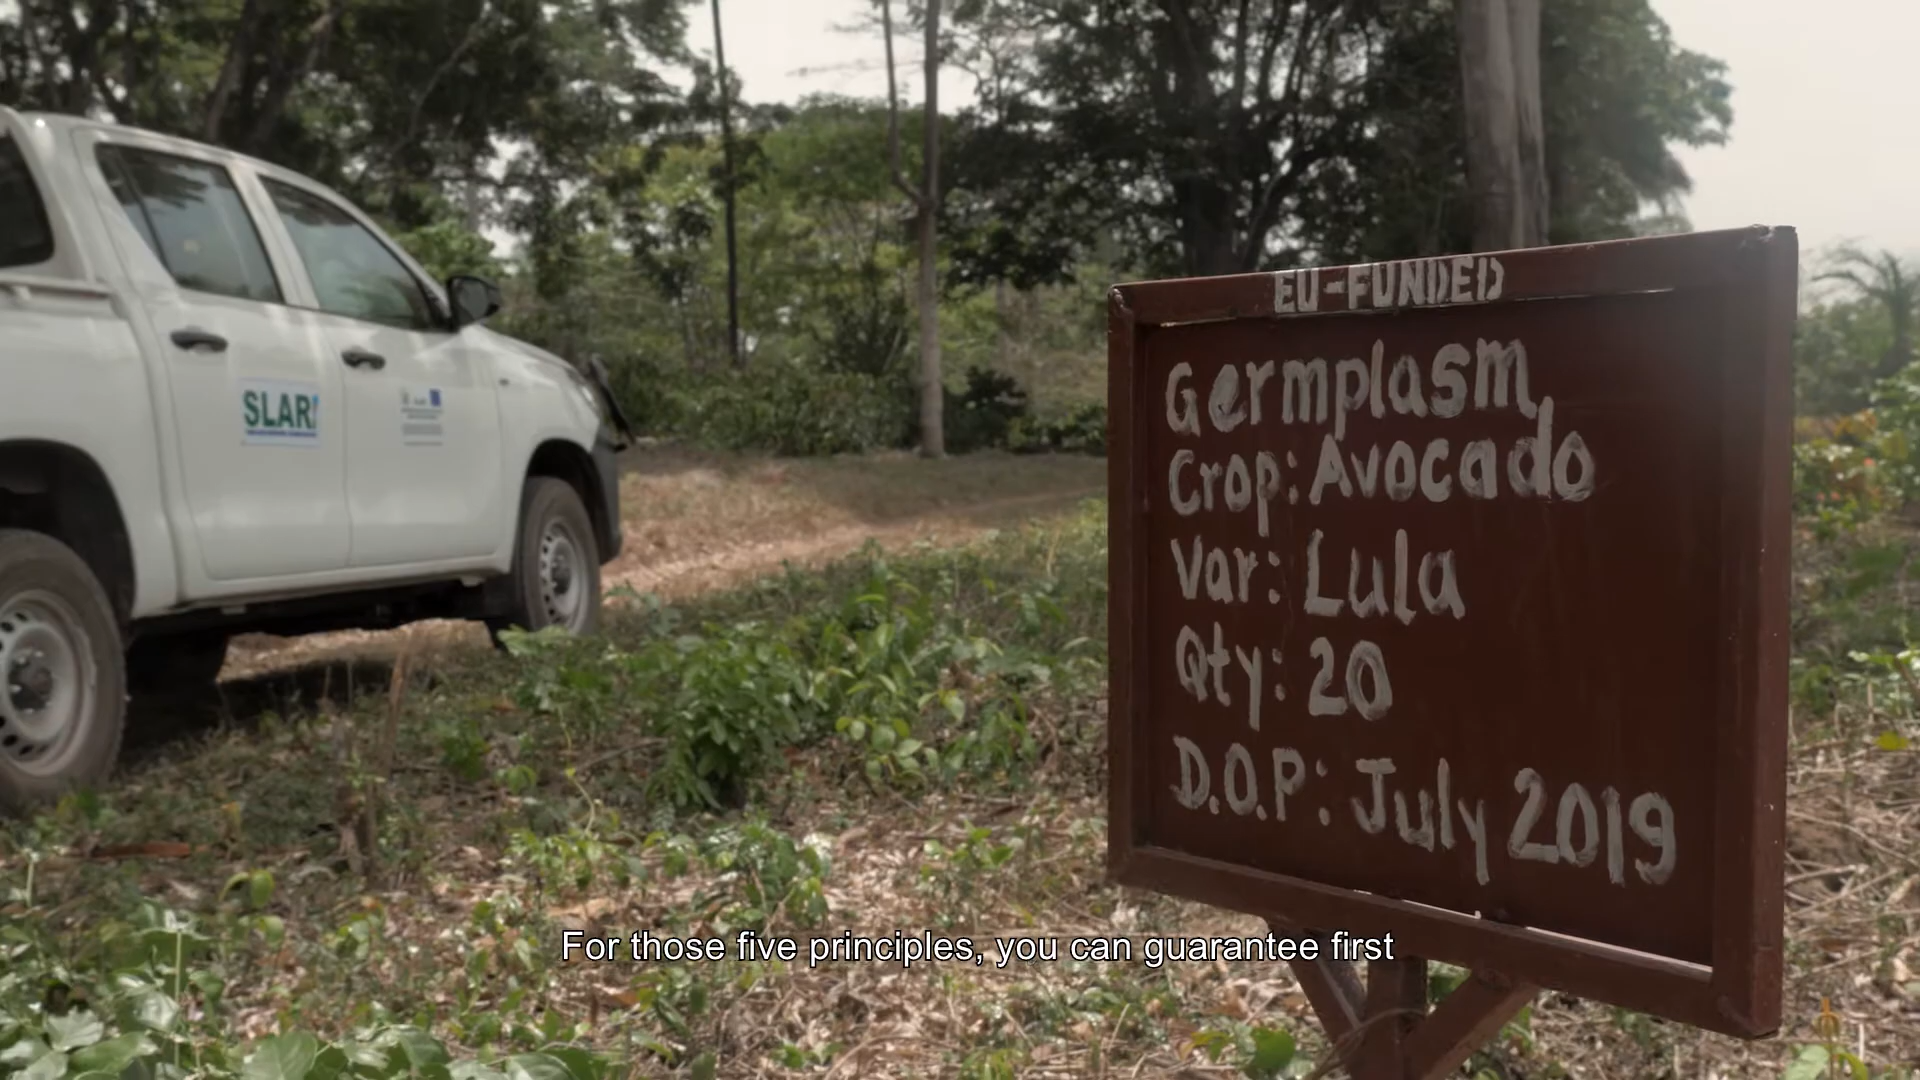 SLARI
EU-FUNDED
Germplasm
Crop: Avocado
Var: Lula
Qty: 20
D.O.P: July 2019
For those five principles, you can guarantee first